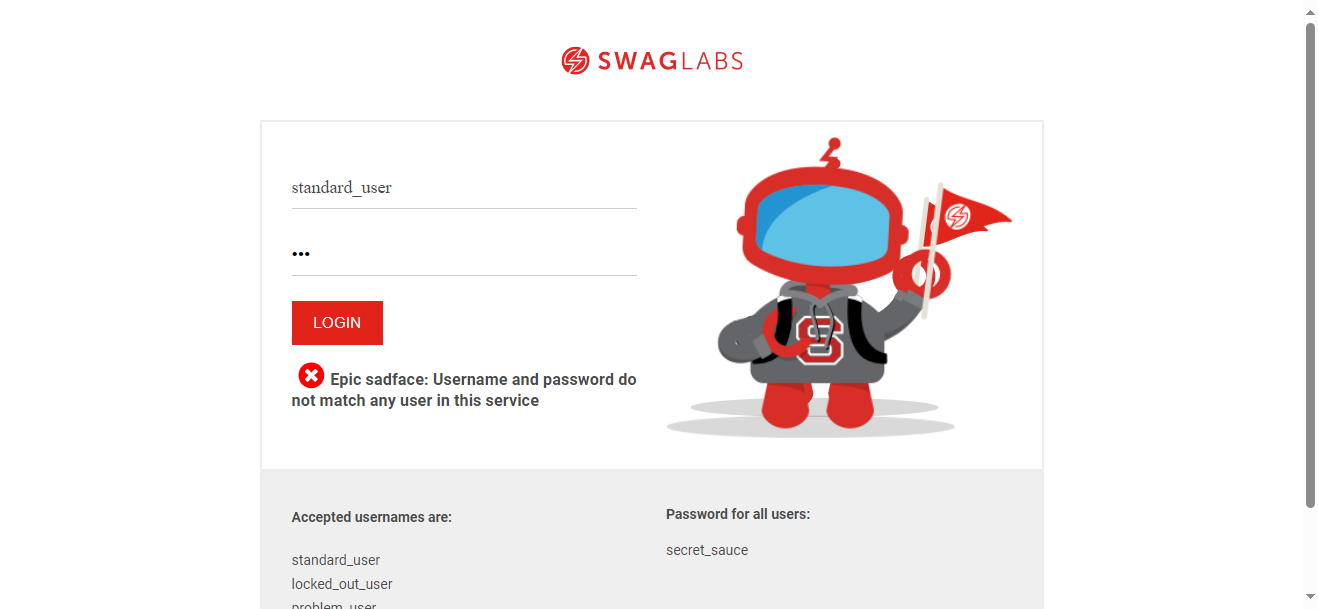 SWAGLABS
standard_user
•••
LOGIN
Epic sadface: Username and password do
not match any user in this service
S
Accepted usernames are:
standard_user
locked_out_user
problem_user
Password for all users:
secret_sauce